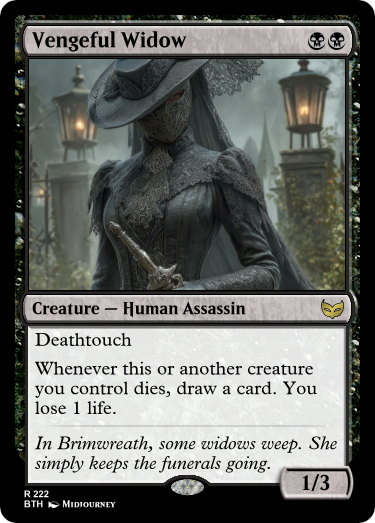 Vengeful Widow
Creature — Human Assassin
Deathtouch
Whenever this or another creature
you control dies, draw a card. You
lose 1 life.
In Brimwreath, some widows weep. She
simply keeps the funerals going.
1/3
R 222
BTH Midjourney